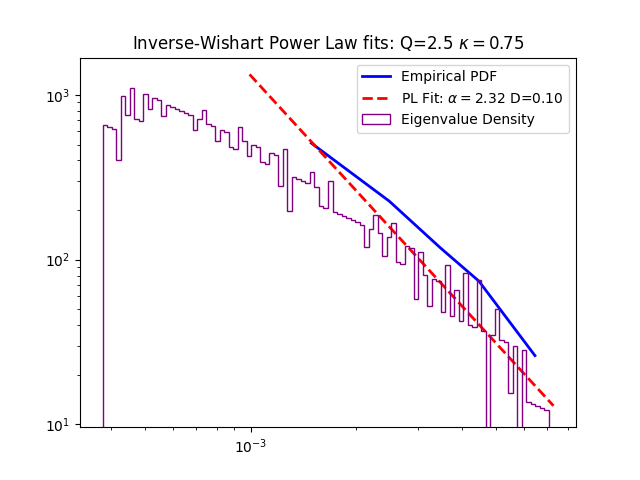 Inverse-Wishart Power Law fits: Q=2.5 κ = 0.75
Empirical PDF
PL Fit: α = 2.32 D=0.10
Eigenvalue Density
10³
10²
10¹
10⁻³